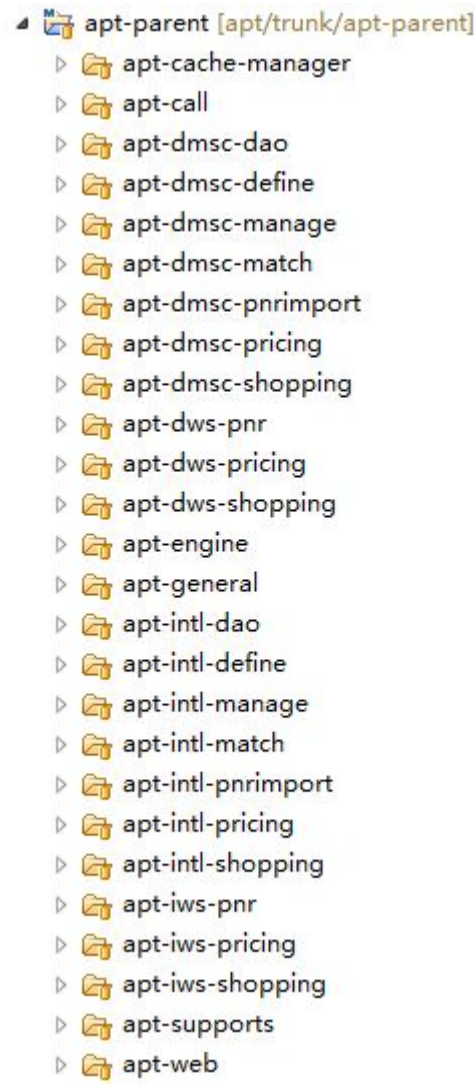 apt-parent [apt/trunk/apt-parent]
apt-cache-manager
apt-call
apt-dmsc-dao
apt-dmsc-define
apt-dmsc-manage
apt-dmsc-match
apt-dmsc-pnrimport
apt-dmsc-pricing
apt-dmsc-shopping
apt-dws-pnr
apt-dws-pricing
apt-dws-shopping
apt-engine
apt-general
apt-intl-dao
apt-intl-define
apt-intl-manage
apt-intl-match
apt-intl-pnrimport
apt-intl-pricing
apt-intl-shopping
apt-iws-pnr
apt-iws-pricing
apt-iws-shopping
apt-supports
apt-web